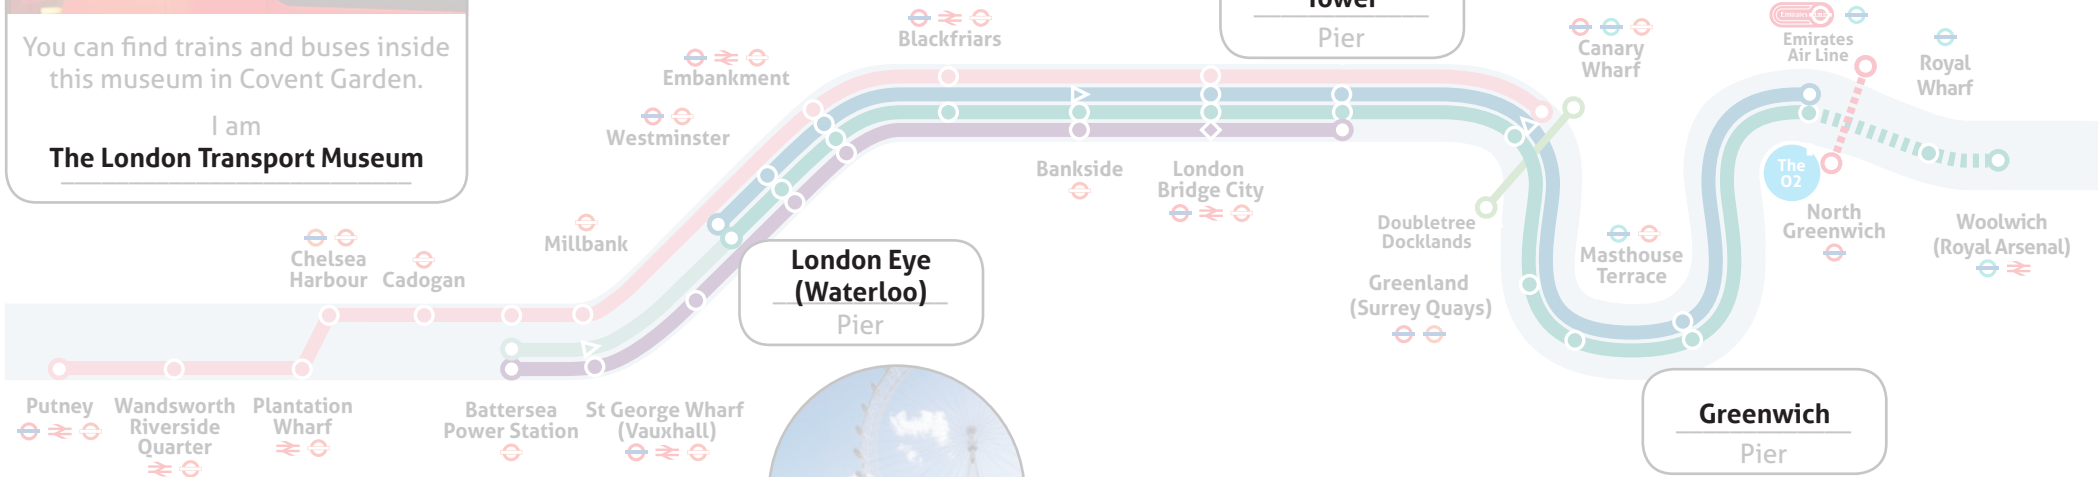 You can find trains and buses inside
this museum in Covent Garden.
I am
The London Transport Museum
Tower
Pier
Blackfriars
Embankment
Westminster
Millbank
Chelsea
Harbour
Cadogan
Putney
Wandsworth
Riverside
Quarter
Plantation
Wharf
Battersea
Power Station
St George Wharf
(Vauxhall)
London Eye
(Waterloo)
Pier
Bankside
London
Bridge City
Canary
Wharf
Doubletree
Docklands
Greenland
(Surrey Quays)
Masthouse
Terrace
Greenwich
Pier
Emirates
Air Line
The
O2
North
Greenwich
Royal
Wharf
Woolwich
(Royal Arsenal)